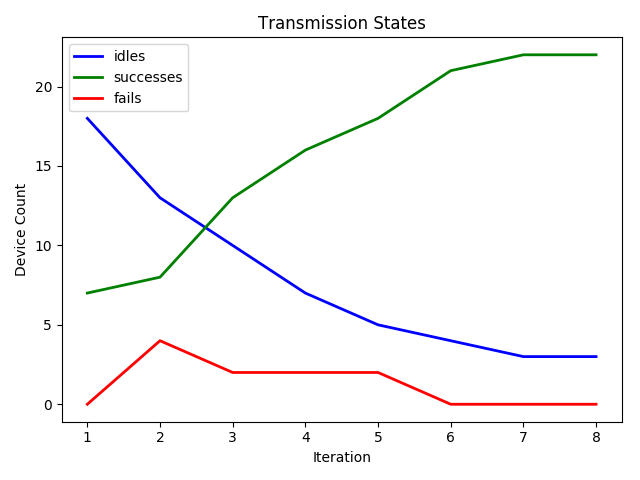 Transmission States
idles
successes
fails
Device Count
20
15
10
5
0
1 2 3 4 5 6 7 8
Iteration